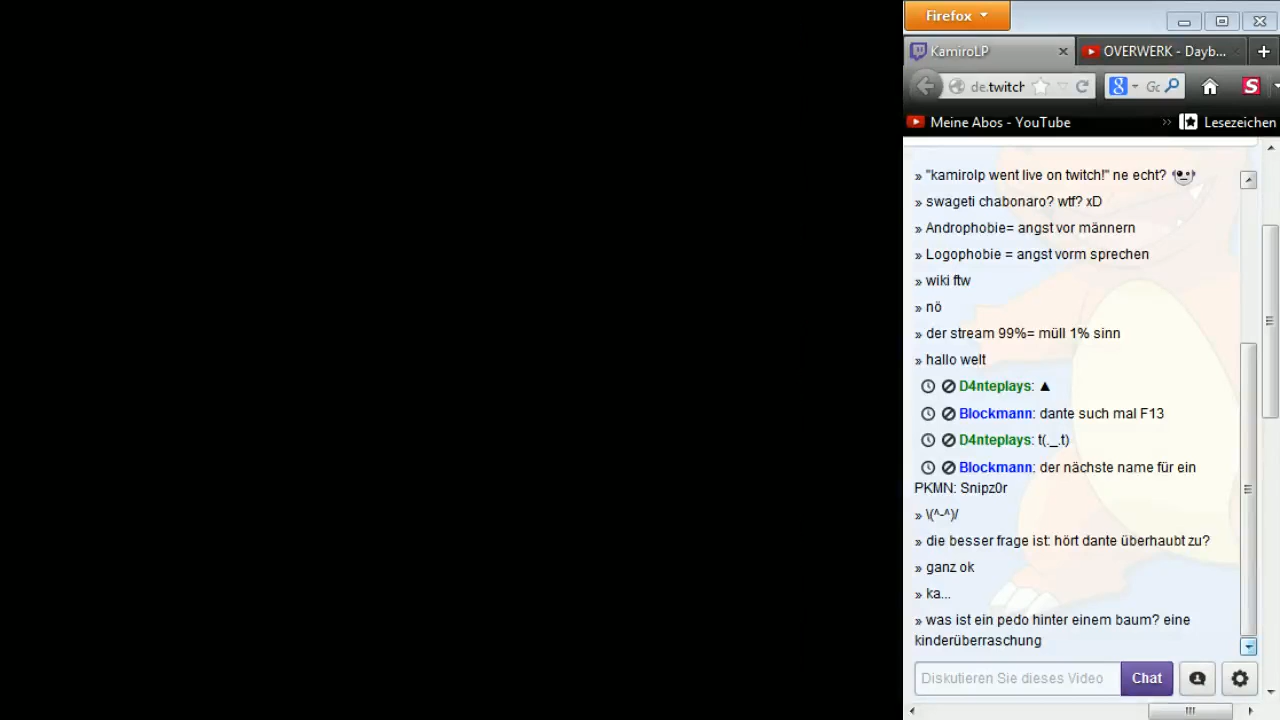 Firefox
KamiroLP
OVERWERK - Dayb...
de.twitch
Meine Abos - YouTube
Lesezeichen
» "kamirolp went live on twitch!" ne echt?
» swageti chabonaro? wtf? xD
» Androphobie= angst vor männern
» Logophobie = angst vorm sprechen
» wiki ftw
» nö
» der stream 99%= müll 1% sinn
» hallo welt
D4nteplays: ▲
Blockmann: dante such mal F13
D4nteplays: t(._.t)
Blockmann: der nächste name für ein
PKMN: Snipz0r
» \(^-^)/
» die besser frage ist: hört dante überhaubt zu?
» ganz ok
» ka...
» was ist ein pedo hinter einem baum? eine
kinderüberraschung
Diskutieren Sie dieses Video
Chat